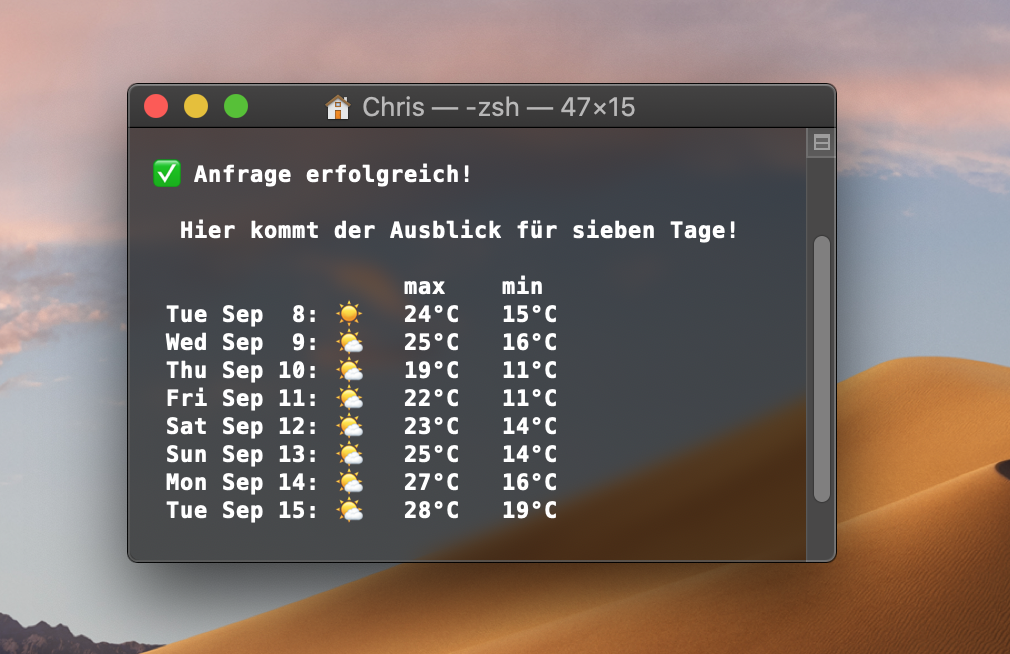 🏠 Chris — -zsh — 47×15
✅ Anfrage erfolgreich!
Hier kommt der Ausblick für sieben Tage!
max min
Tue Sep 8: ☀️ 24°C 15°C
Wed Sep 9: 🌤 25°C 16°C
Thu Sep 10: 🌤 19°C 11°C
Fri Sep 11: 🌤 22°C 11°C
Sat Sep 12: 🌤 23°C 14°C
Sun Sep 13: 🌤 25°C 14°C
Mon Sep 14: 🌤 27°C 16°C
Tue Sep 15: 🌤 28°C 19°C